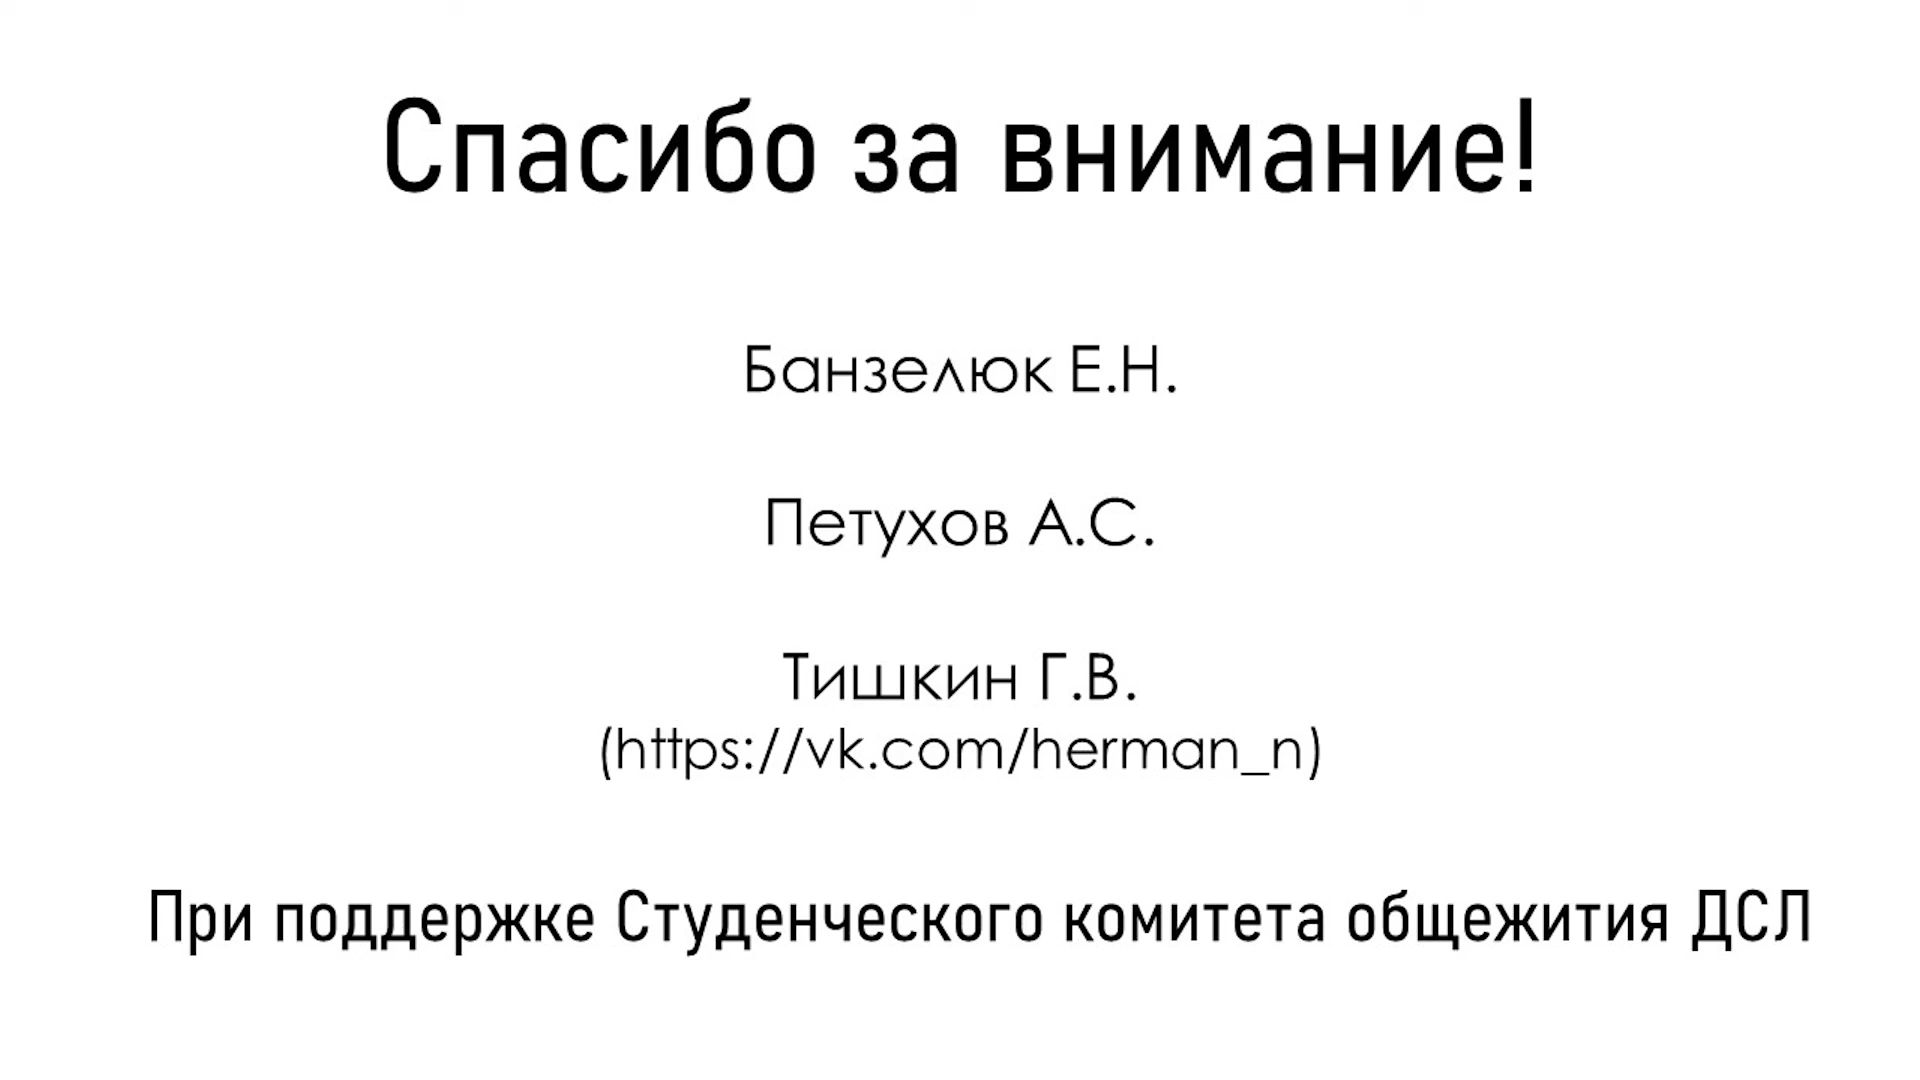 Спасибо за внимание!
Банзелюк Е.Н.
Петухов А.С.
Тишкин Г.В.
(https://vk.com/herman_n)
При поддержке Студенческого комитета общежития ДСЛ